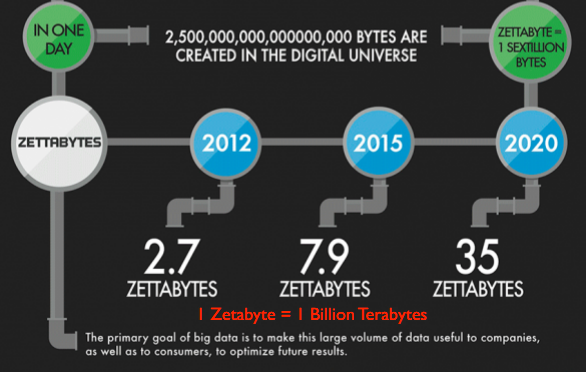 IN ONE
DAY
2,500,000,000,000000,000 BYTES ARE
CREATED IN THE DIGITAL UNIVERSE
ZETTABYTE =
1 SEXTILLION
BYTES
ZETTABYTES
2012
2015
2020
2.7
ZETTABYTES
7.9
ZETTABYTES
35
ZETTABYTES
1 Zetabyte = 1 Billion Terabytes
The primary goal of big data is to make this large volume of data useful to companies,
as well as to consumers, to optimize future results.